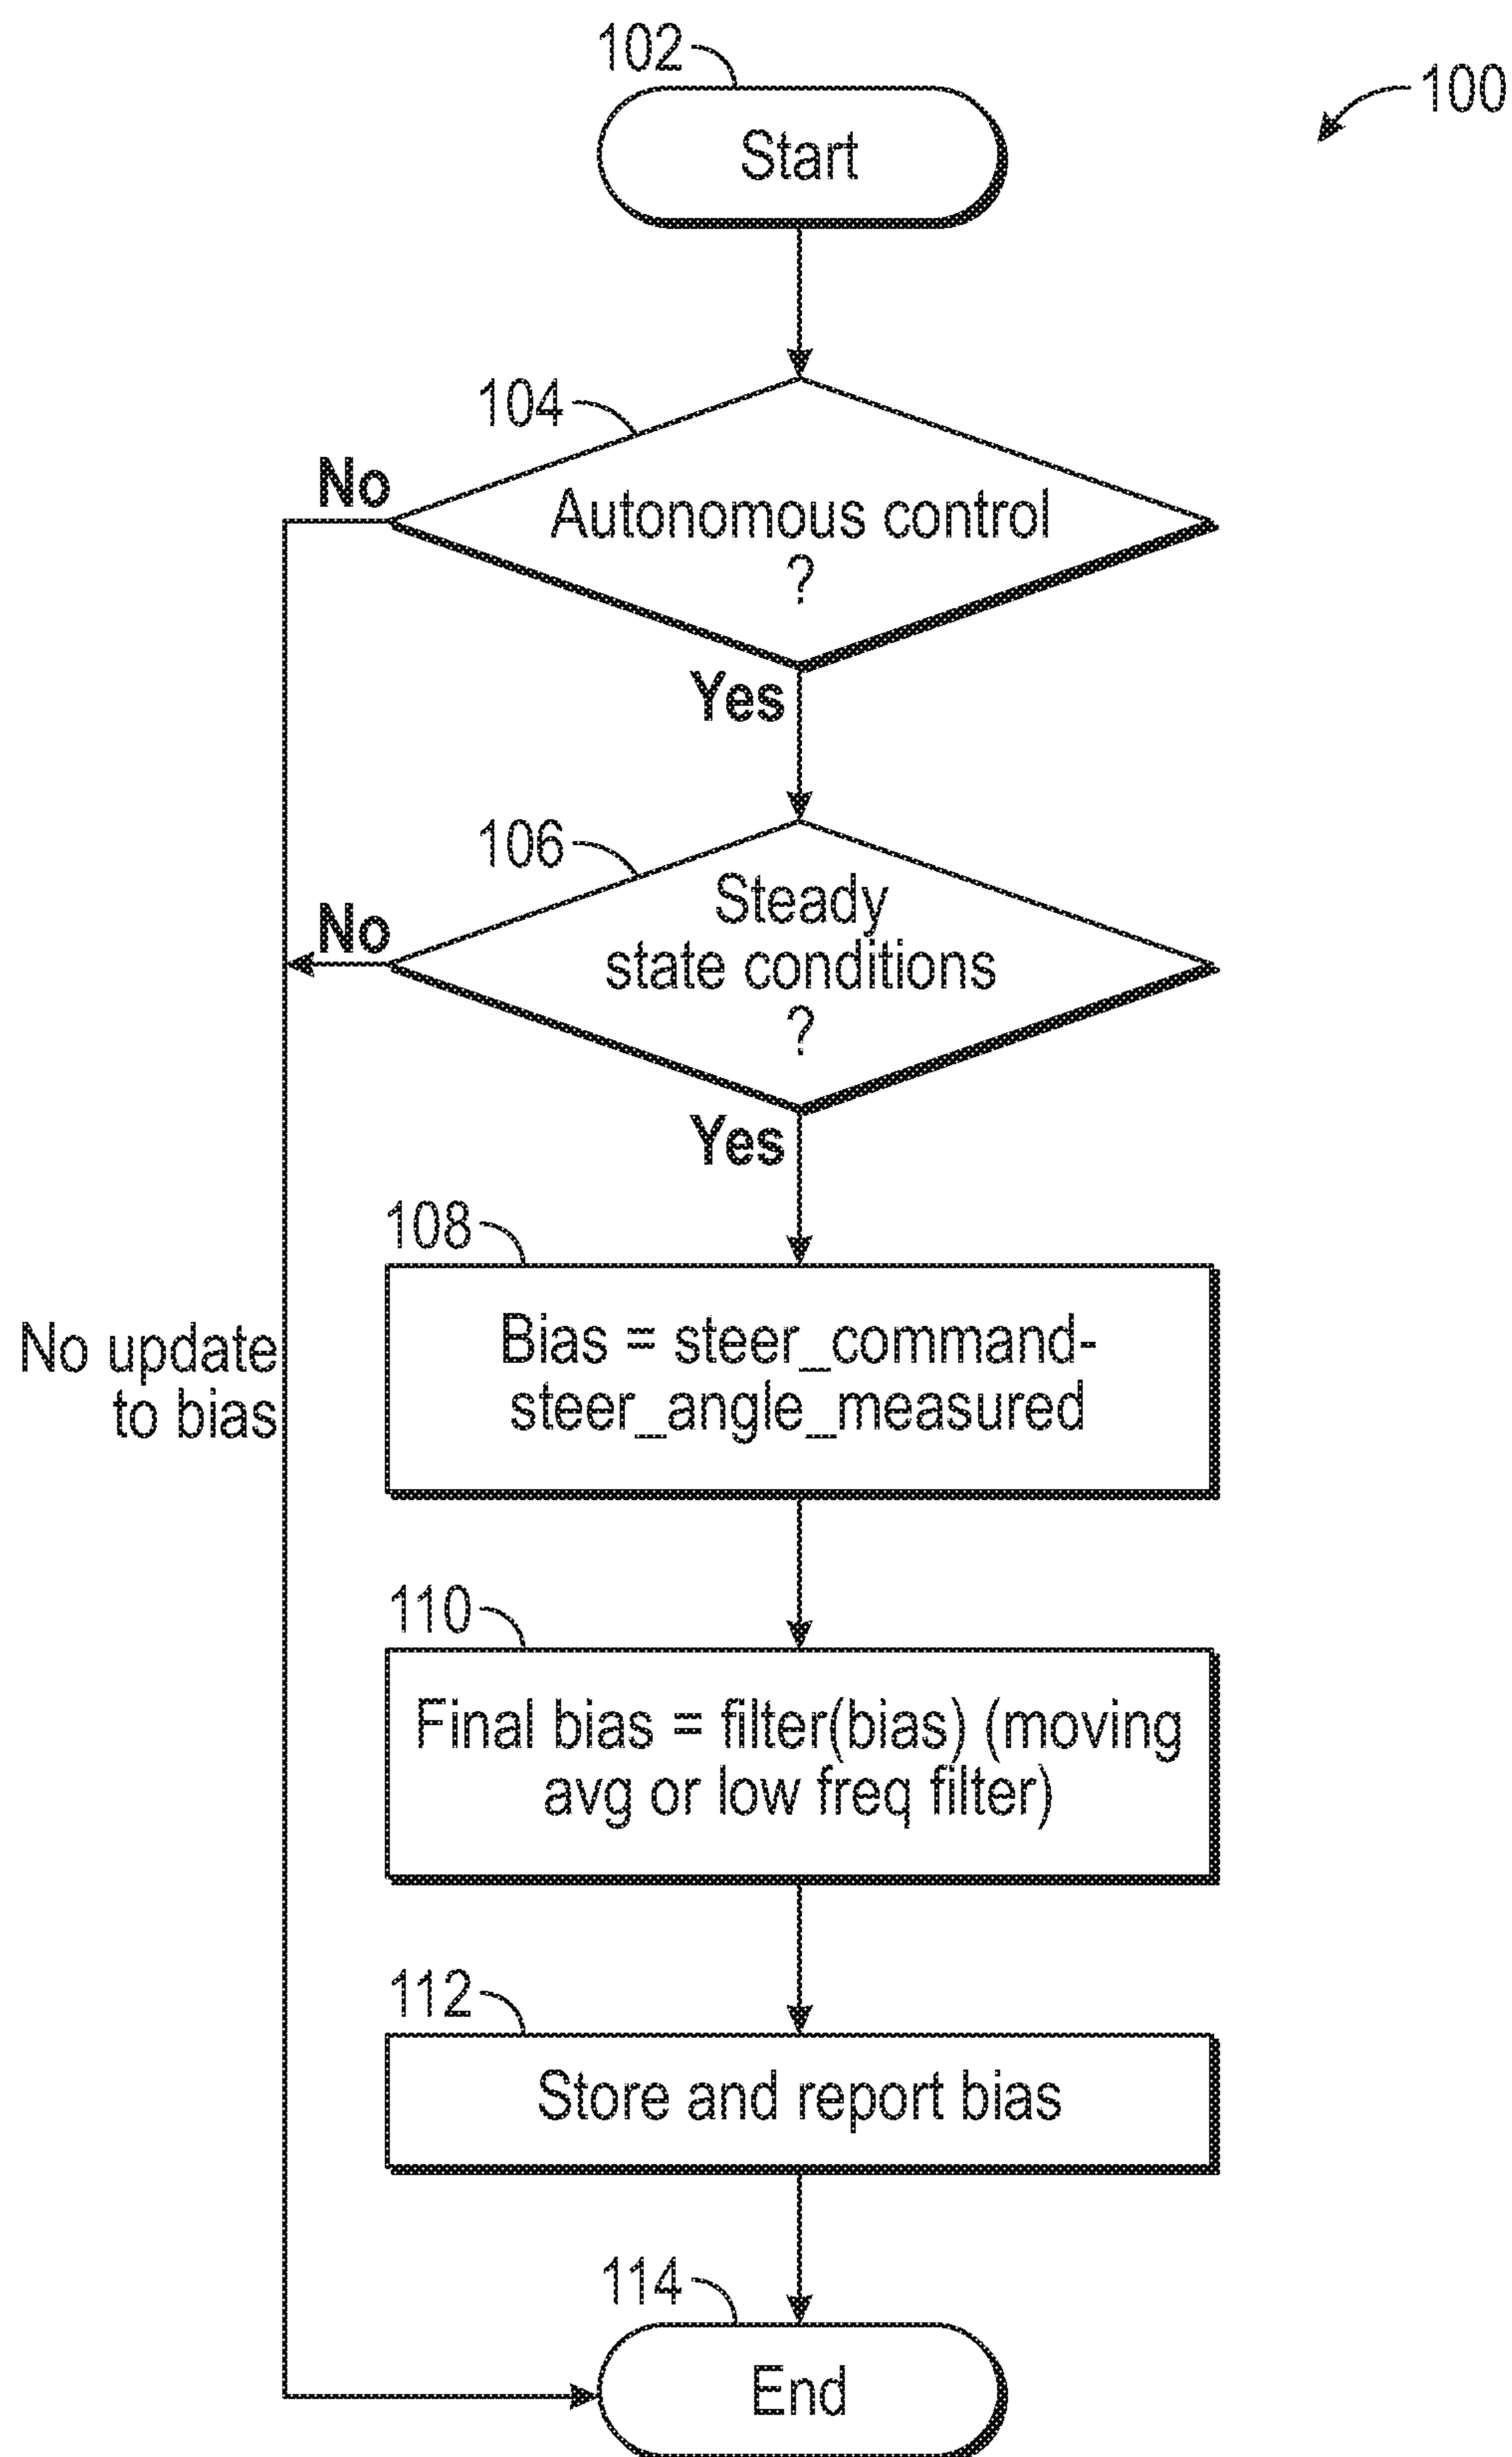 102
100
Start
104
No
Autonomous control
?
Yes
106
No
Steady
state conditions
?
Yes
108
No update
to bias
Bias = steer_command-
steer_angle_measured
110
Final bias = filter(bias) (moving
avg or low freq filter)
112
Store and report bias
114
End